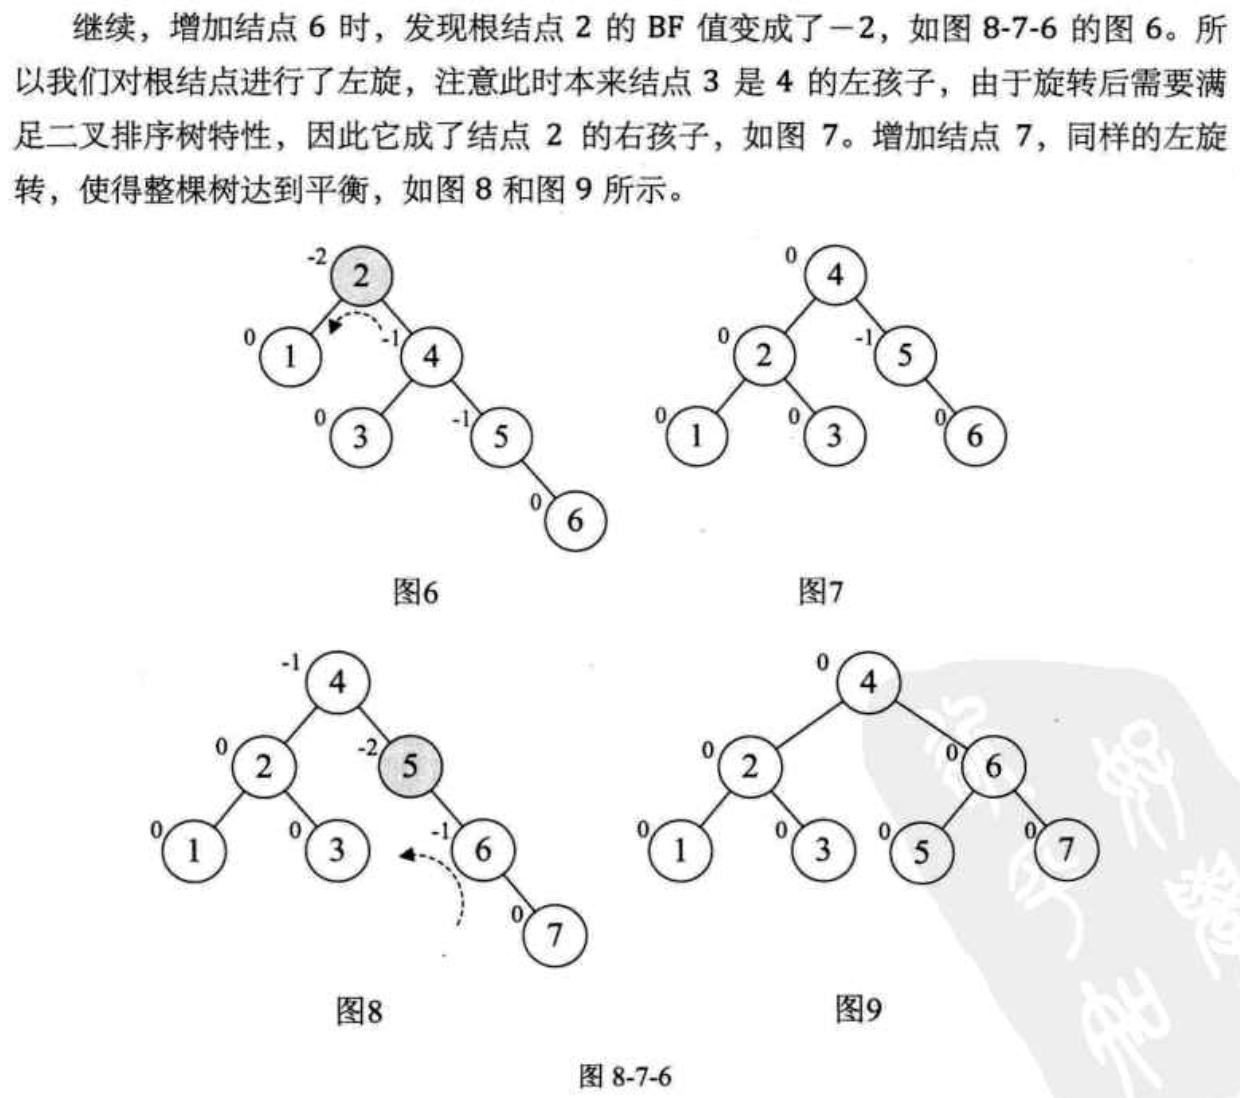 继续，增加结点 6 时，发现根结点 2 的 BF 值变成了－2，如图 8-7-6 的图 6。所
以我们对根结点进行了左旋，注意此时本来结点 3 是 4 的左孩子，由于旋转后需要满
足二叉排序树特性，因此它成了结点 2 的右孩子，如图 7。增加结点 7，同样的左旋
转，使得整棵树达到平衡，如图 8 和图 9 所示。
-2 2
0 1 -1 4
0 3 -1 5
0 6
图6
0 4
0 2 -1 5
0 1 0 3 0 6
图7
-1 4
0 2 -2 5
0 1 0 3 -1 6
0 7
图8
0 4
0 2 0 6
0 1 0 3 0 5 0 7
图9
图 8-7-6